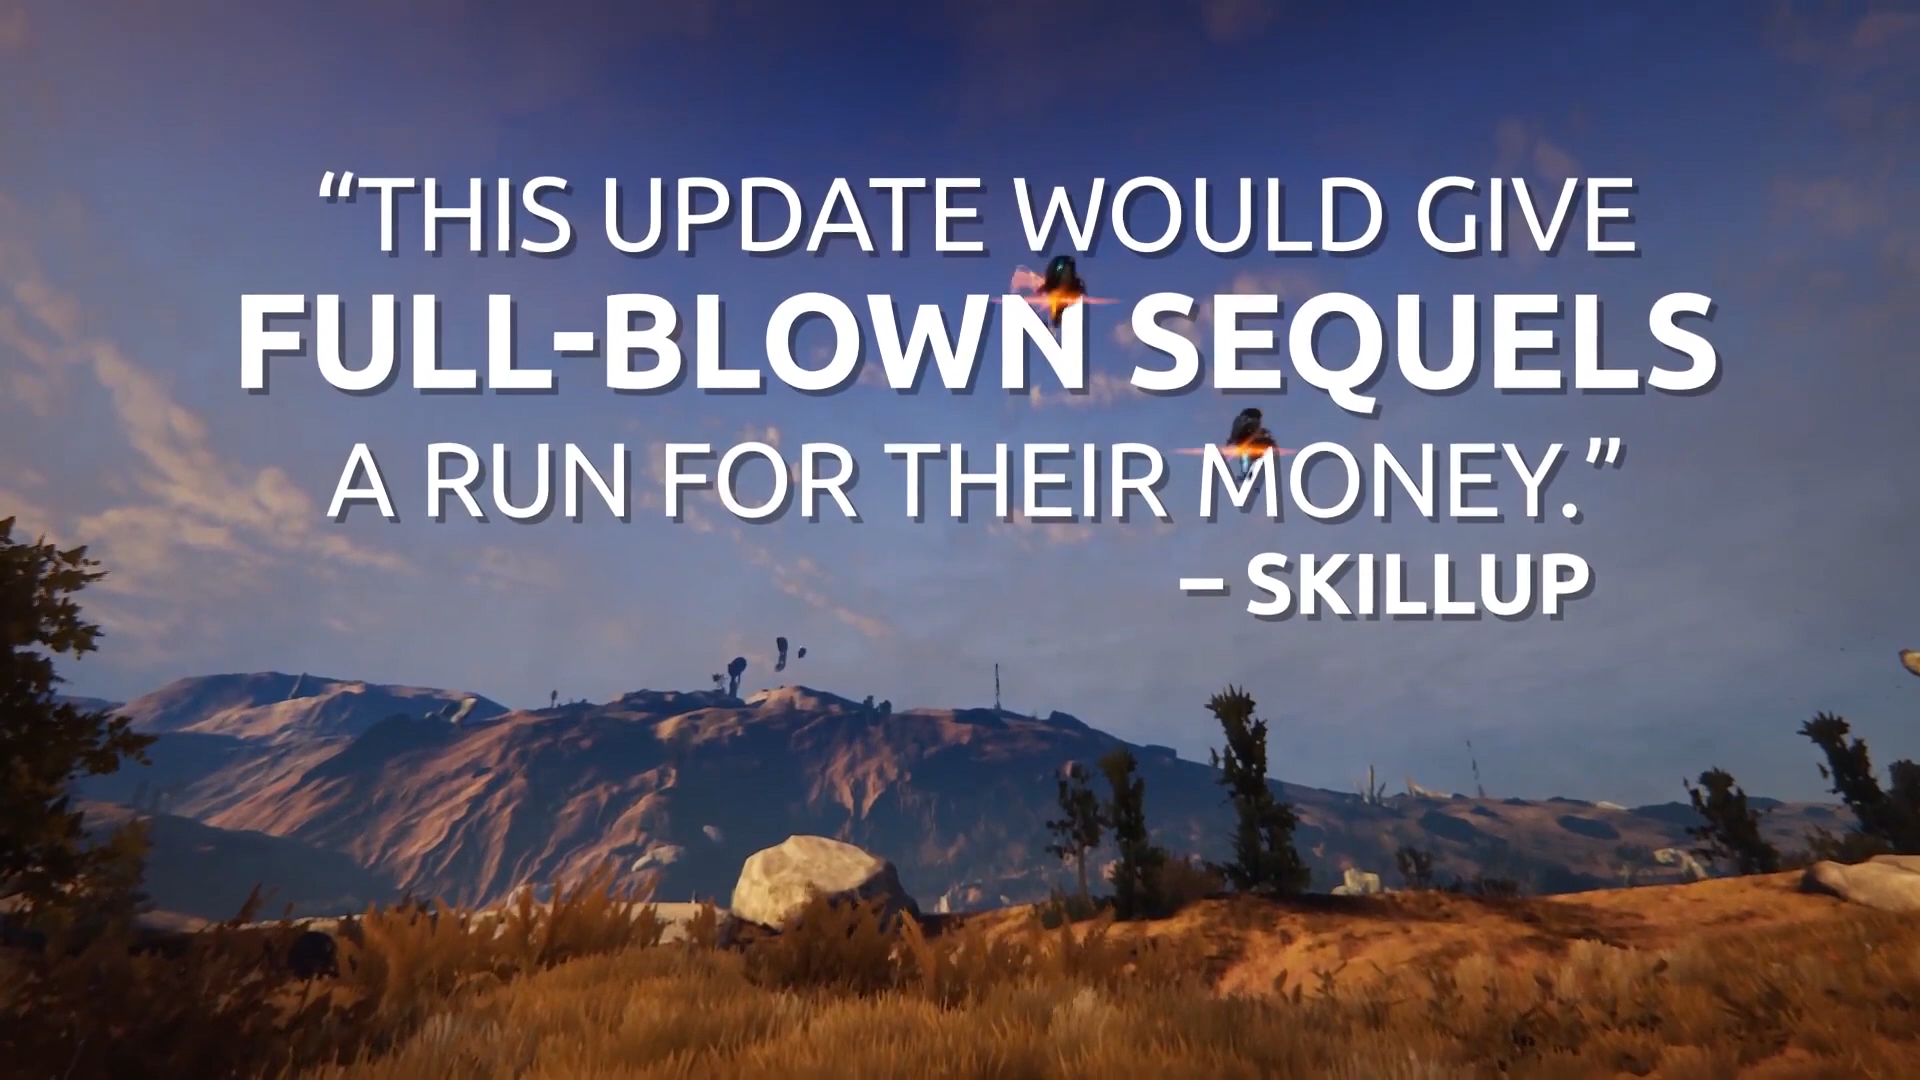 “THIS UPDATE WOULD GIVE
FULL-BLOWN SEQUELS
A RUN FOR THEIR MONEY.”
– SKILLUP